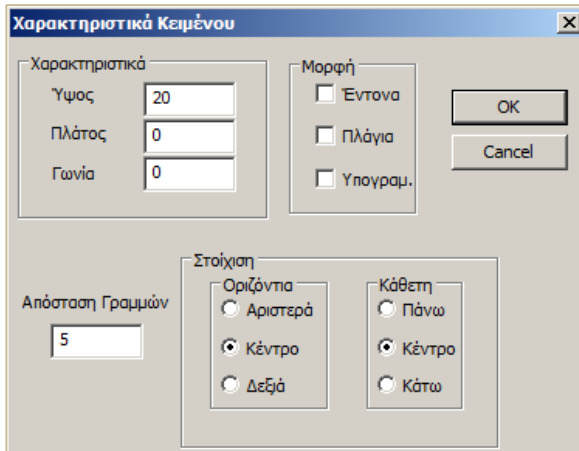 Χαρακτηριστικά Κειμένου
Χαρακτηριστικά
Ύψος 20
Πλάτος 0
Γωνία 0
Μορφή
Έντονα
Πλάγια
Υπογραμ.
OK
Cancel
Απόσταση Γραμμών
5
Στοίχιση
Οριζόντια
Αριστερά
Κέντρο
Δεξιά
Κάθετη
Πάνω
Κέντρο
Κάτω